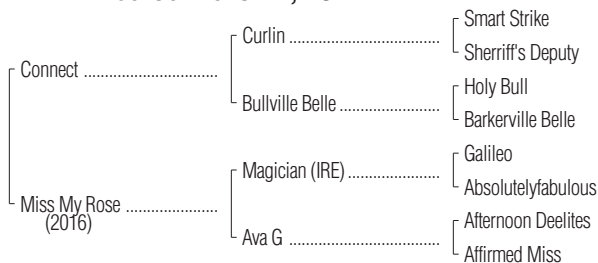 Smart Strike
Curlin
Sherriff's Deputy
Connect
Holy Bull
Bullville Belle
Barkerville Belle
Galileo
Magician (IRE)
Absolutelyfabulous
Miss My Rose
(2016)
Afternoon Deelites
Ava G
Affirmed Miss